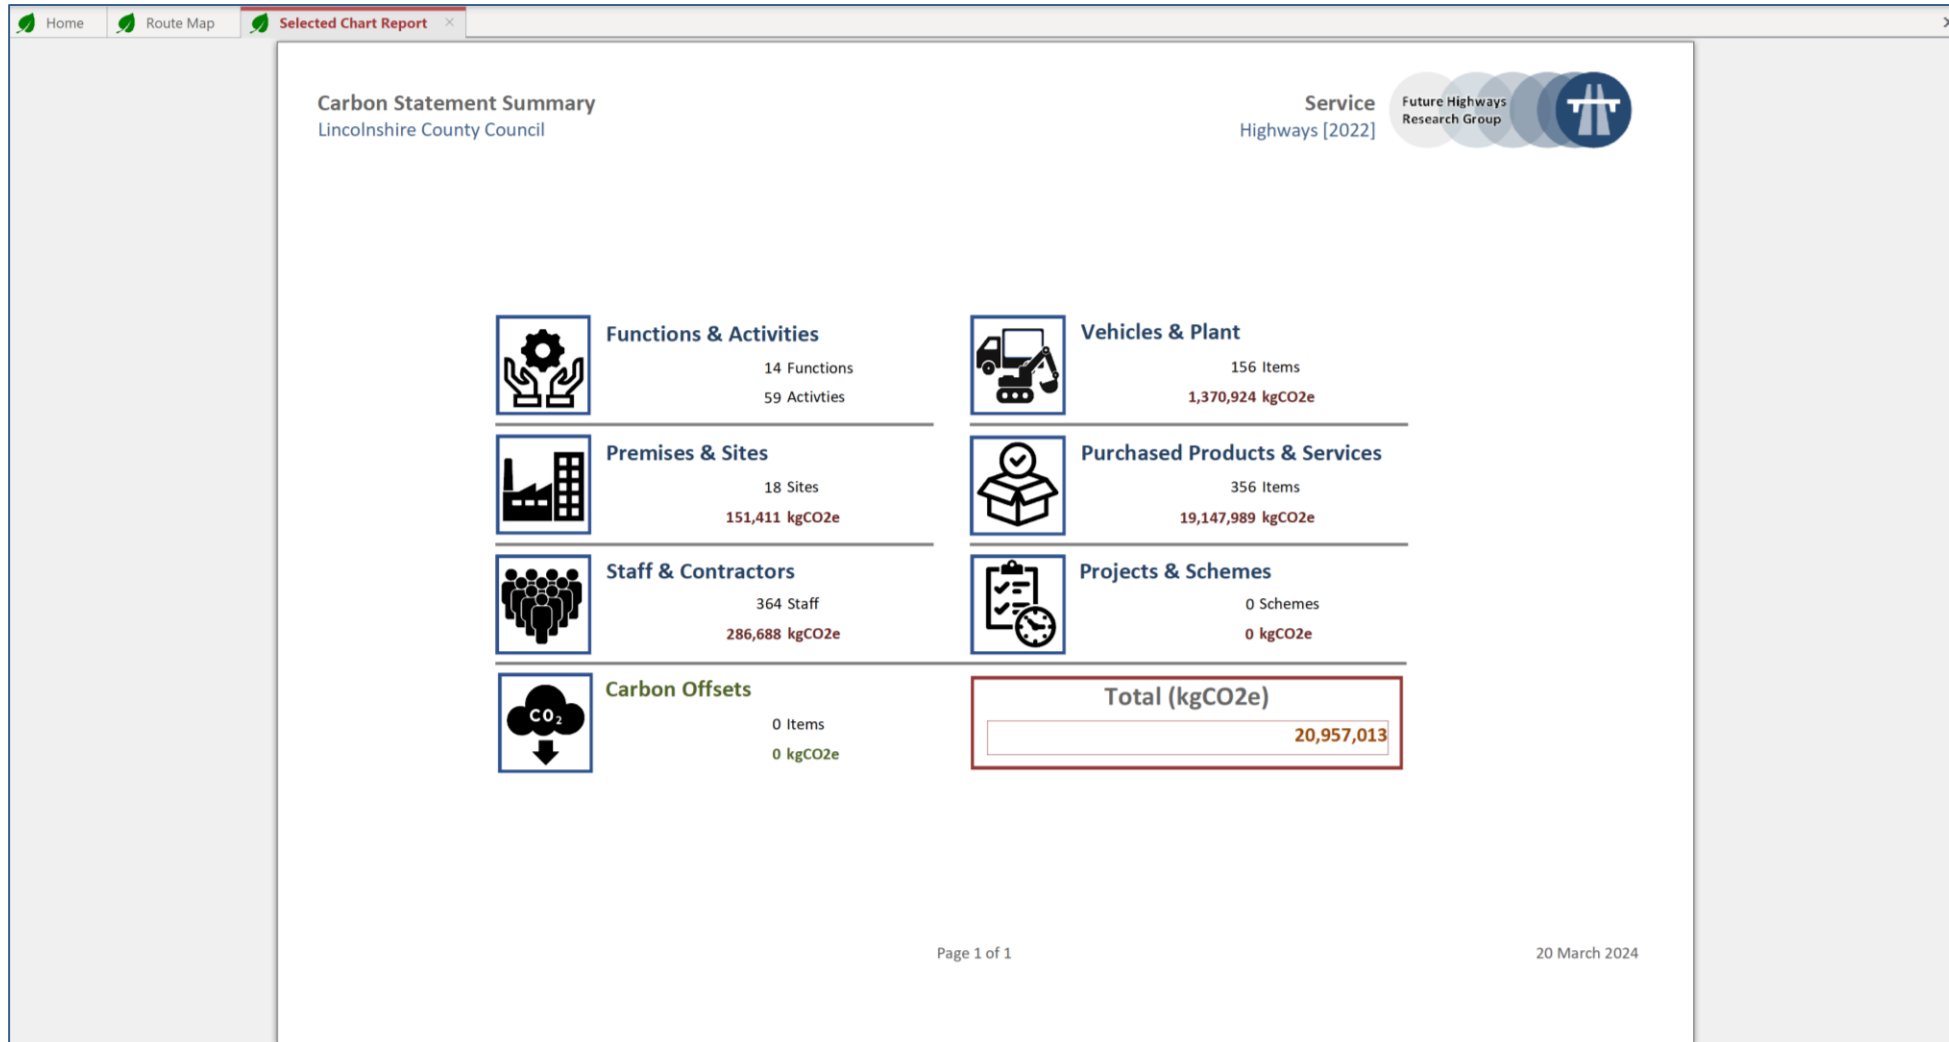 Home
Route Map
Selected Chart Report
Carbon Statement Summary
Lincolnshire County Council
Service
Highways [2022]
Future Highways
Research Group
Functions & Activities
14 Functions
59 Activties
Vehicles & Plant
156 Items
1,370,924 kgCO2e
Premises & Sites
18 Sites
151,411 kgCO2e
Purchased Products & Services
356 Items
19,147,989 kgCO2e
Staff & Contractors
364 Staff
286,688 kgCO2e
Projects & Schemes
0 Schemes
0 kgCO2e
CO₂
Carbon Offsets
0 Items
0 kgCO2e
Total (kgCO2e)
20,957,013
Page 1 of 1
20 March 2024